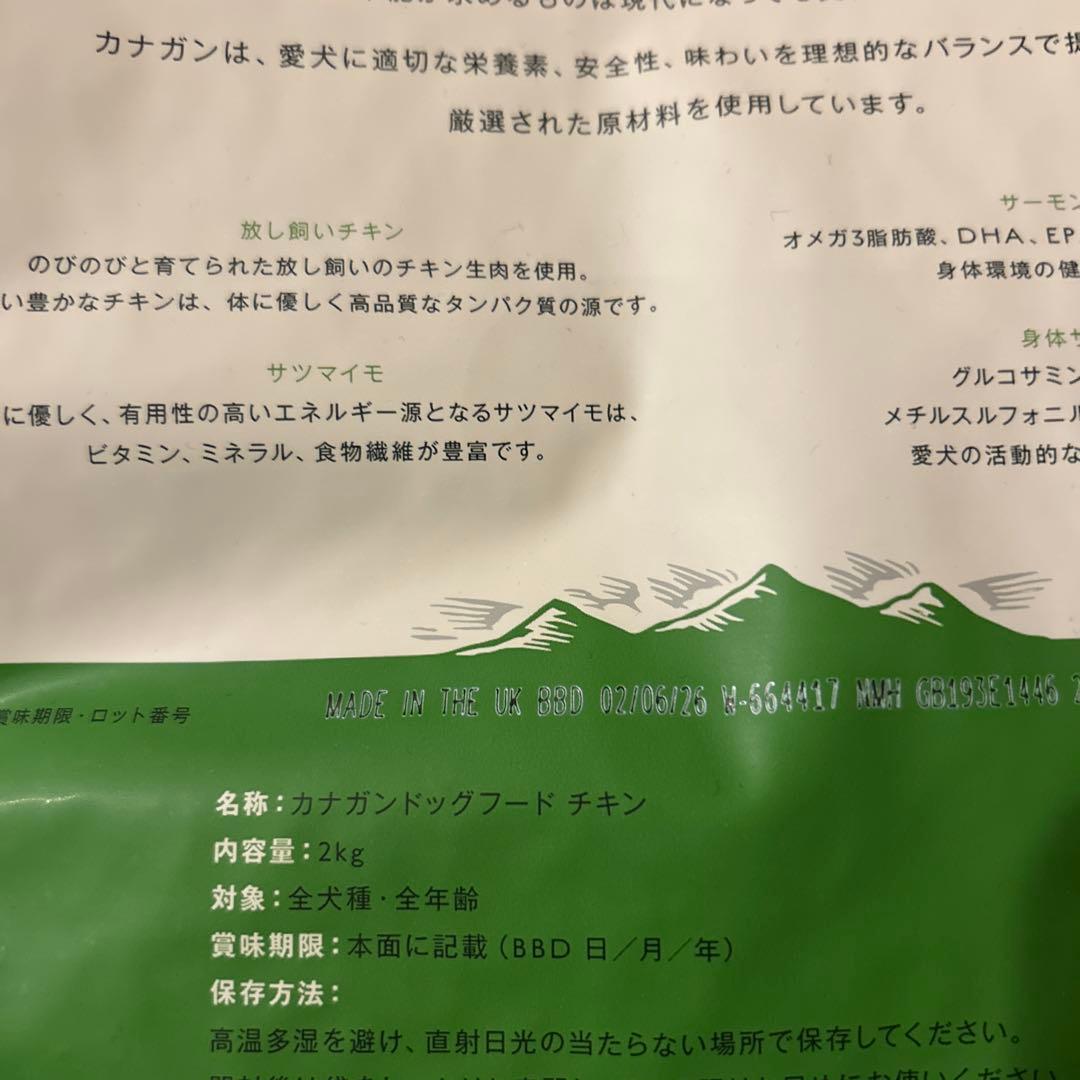 カナガンは、愛犬に適切な栄養素、安全性、味わいを理想的なバランスで提
厳選された原材料を使用しています。
放し飼いチキン
のびのびと育てられた放し飼いのチキン生肉を使用。
い豊かなチキンは、体に優しく高品質なタンパク質の源です。
サツマイモ
に優しく、有用性の高いエネルギー源となるサツマイモは、
ビタミン、ミネラル、食物繊維が豊富です。
サーモン
オメガ3脂肪酸、DHA、EP
身体環境の健
身体サ
グルコサミン
メチルスルフォニル
愛犬の活動的な
賞味期限・ロット番号
MADE IN THE UK BBD 02/06/26 W-664417 NMH GB193E1446 2
名称：カナガンドッグフード チキン
内容量：2kg
対象：全犬種・全年齢
賞味期限：本面に記載（BBD 日／月／年）
保存方法：
高温多湿を避け、直射日光の当たらない場所で保存してください。